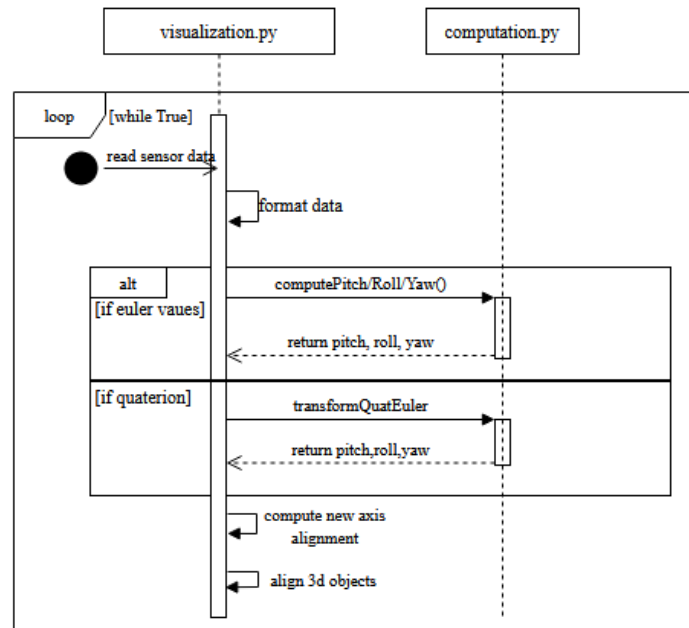 visualization.py
computation.py
loop
[while True]
read sensor data
format data
alt
computePitch/Roll/Yaw()
[if euler vaues]
return pitch, roll, yaw
[if quaterion]
transformQuatEuler
return pitch,roll,yaw
compute new axis
alignment
align 3d objects